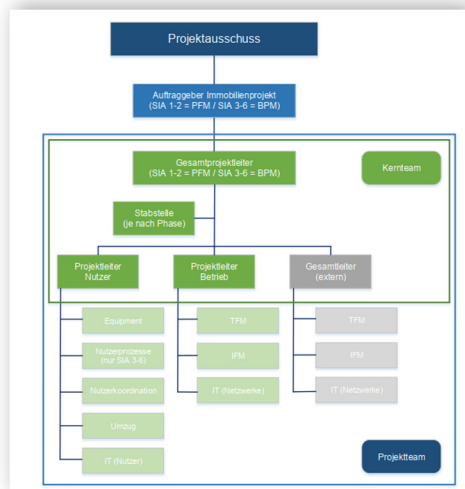 Projektausschuss
Auftraggeber Immobilienprojekt
(SIA 1-2 = PFM / SIA 3-6 = BPM)
Gesamtprojektleiter
(SIA 1-2 = PFM / SIA 3-6 = BPM)
Kernteam
Stabstelle
(je nach Phase)
Projektleiter
Nutzer
Projektleiter
Betrieb
Gesamtleiter
(extern)
Equipment
TFM
TFM
Nutzerprozesse
(nur SIA 3-6)
IFM
IFM
Nutzerkoordination
IT (Netzwerke)
IT (Netzwerke)
Umzug
IT (Nutzer)
Projektteam